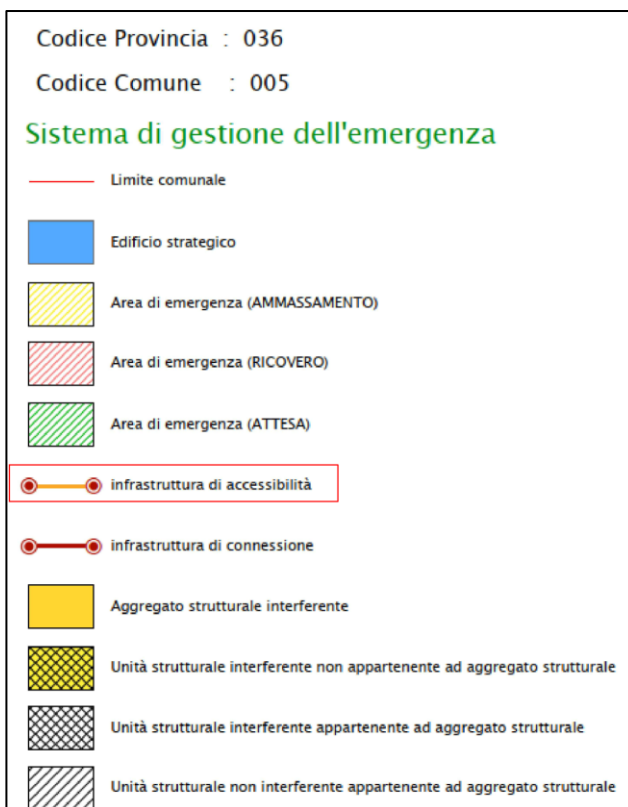 Codice Provincia : 036
Codice Comune : 005
Sistema di gestione dell'emergenza
Limite comunale
Edificio strategico
Area di emergenza (AMMASSAMENTO)
Area di emergenza (RICOVERO)
Area di emergenza (ATTESA)
infrastruttura di accessibilità
infrastruttura di connessione
Aggregato strutturale interferente
Unità strutturale interferente non appartenente ad aggregato strutturale
Unità strutturale interferente appartenente ad aggregato strutturale
Unità strutturale non interferente appartenente ad aggregato strutturale